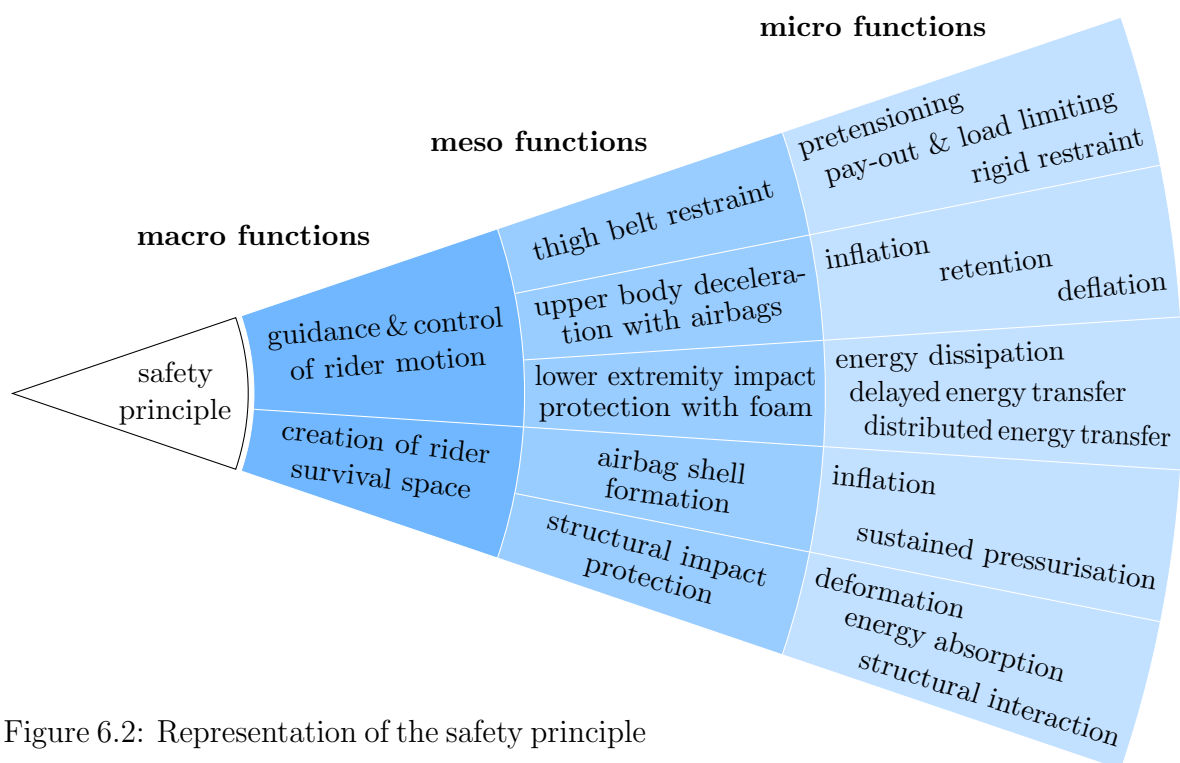 micro functions
meso functions
macro functions
safety
principle
guidance & control
of rider motion
creation of rider
survival space
thigh belt restraint
upper body decelera-
tion with airbags
lower extremity impact
protection with foam
airbag shell
formation
structural impact
protection
pretensioning
pay-out & load limiting
rigid restraint
inflation
retention
deflation
energy dissipation
delayed energy transfer
distributed energy transfer
inflation
sustained pressurisation
deformation
energy absorption
structural interaction
Figure 6.2: Representation of the safety principle